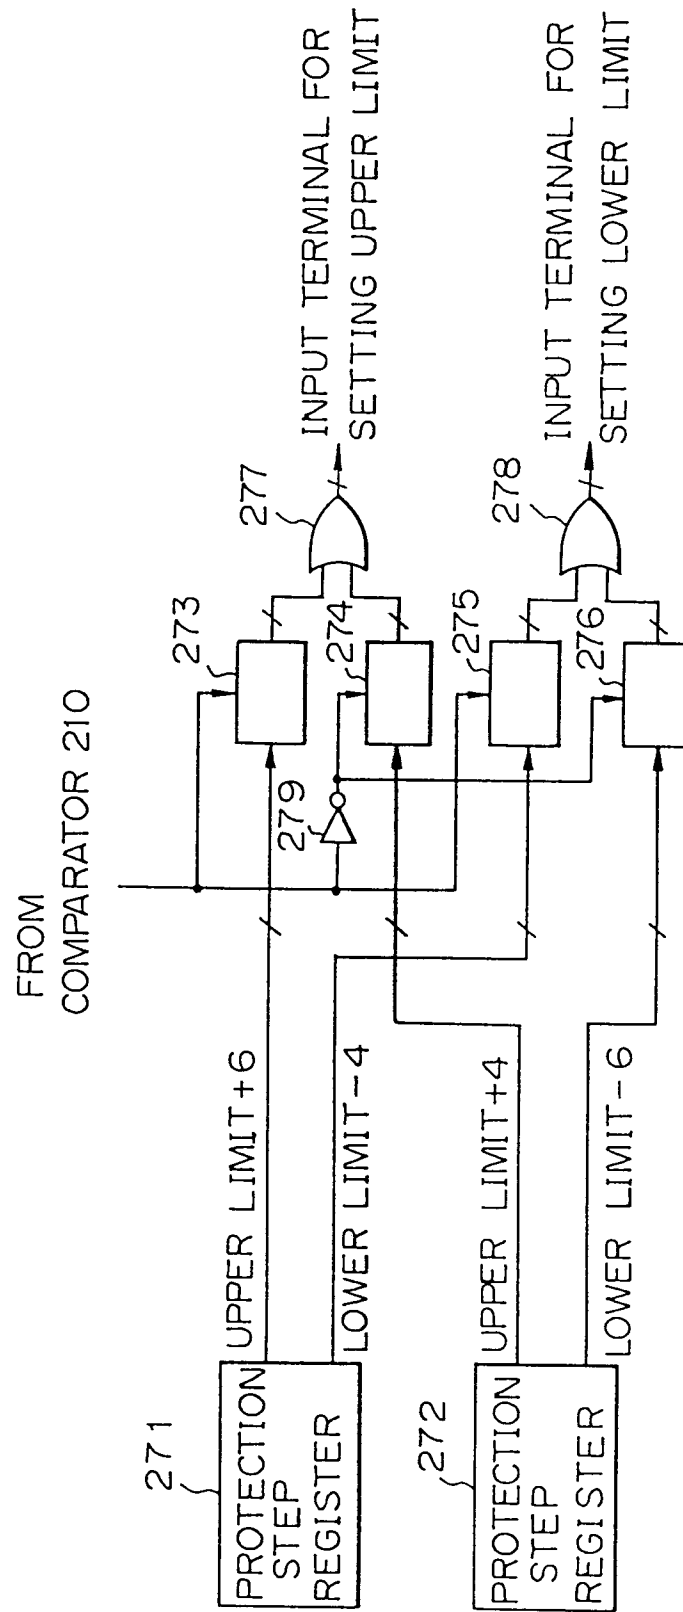 FROM
COMPARATOR 210
271
PROTECTION
STEP
REGISTER
UPPER LIMIT+6
LOWER LIMIT-4
272
PROTECTION
STEP
REGISTER
UPPER LIMIT+4
LOWER LIMIT-6
279
273
274
275
276
277
278
INPUT TERMINAL FOR
SETTING UPPER LIMIT
INPUT TERMINAL FOR
SETTING LOWER LIMIT